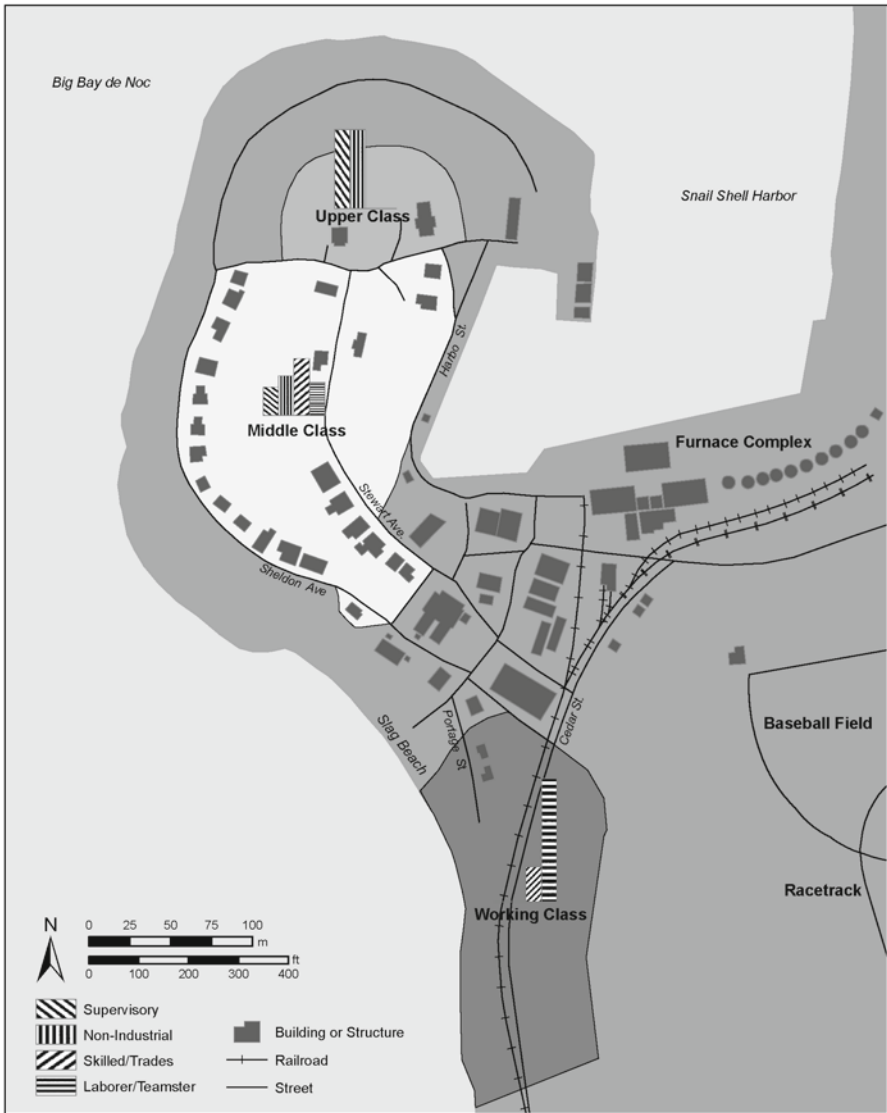 Big Bay de Noc
Snail Shell Harbor
Upper Class
Harbo St.
Middle Class
Furnace Complex
Stewart Ave.
Sheldon Ave
Slag Beach
Portage St
Cedar St.
Baseball Field
Racetrack
Working Class
N
0 25 50 75 100
m
ft
0 100 200 300 400
Supervisory
Non-Industrial
Building or Structure
Skilled/Trades
Railroad
Laborer/Teamster
Street